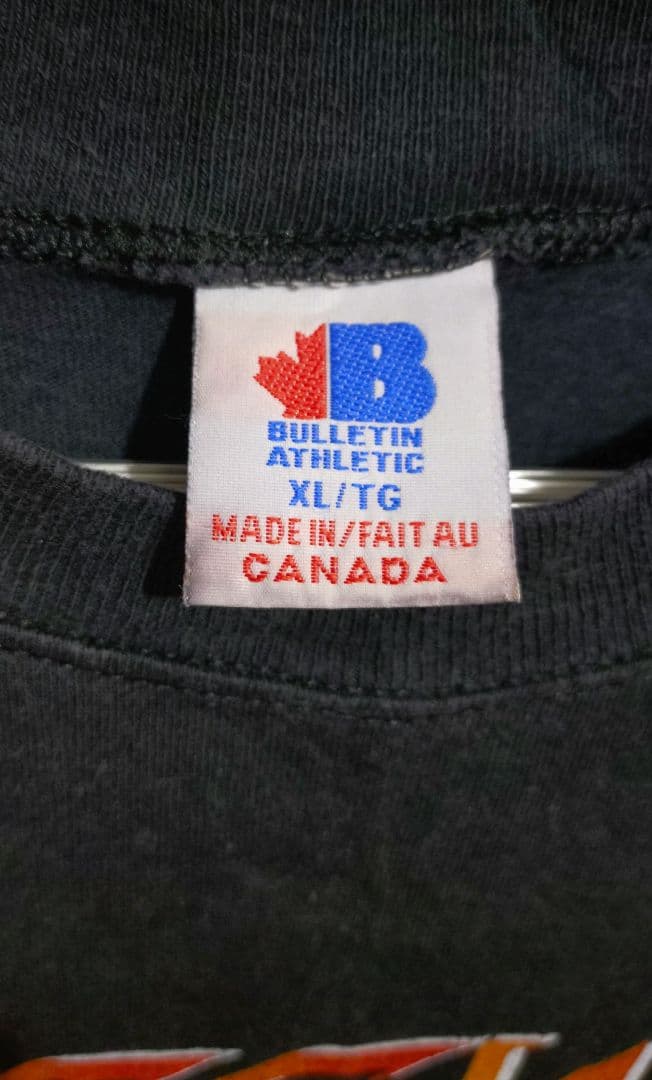 B
BULLETIN
ATHLETIC
XL/TG
MADE IN/FAIT AU
CANADA